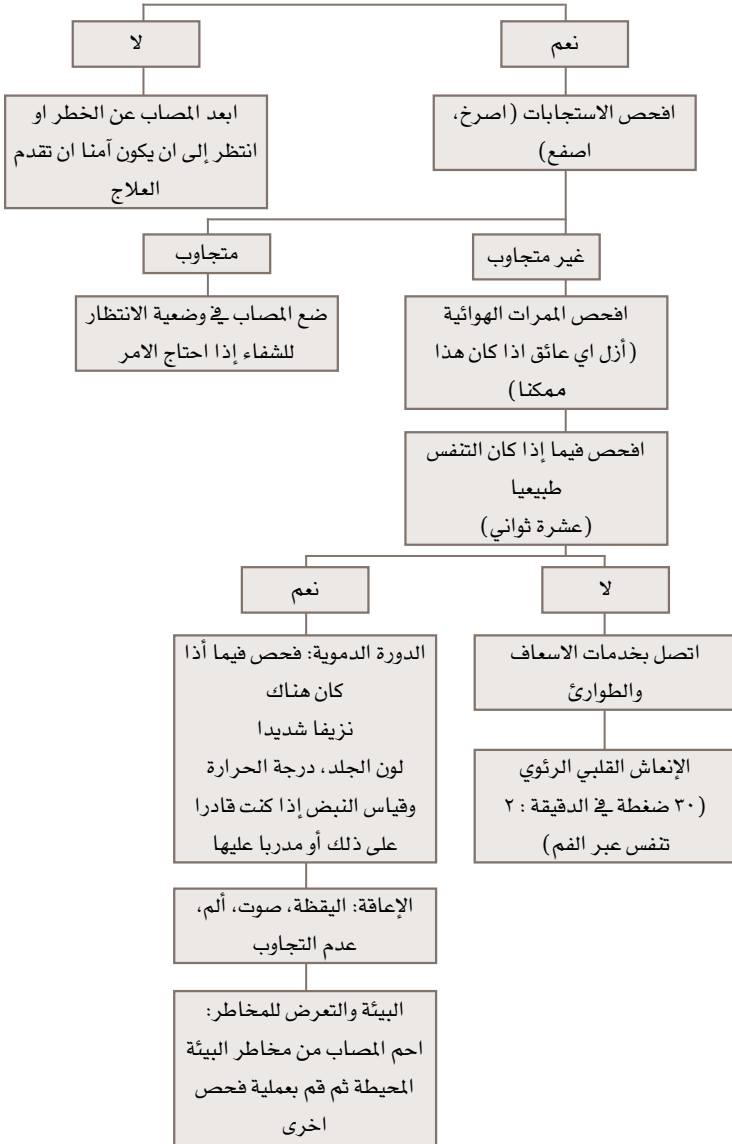 نعم
لا
افحص الاستجابات (اصرخ،
اصفع)
ابعد المصاب عن الخطر او
انتظر إلى ان يكون آمنا ان تقدم
العلاج
غير متجاوب
متجاوب
افحص الممرات الهوائية
(أزل اي عائق اذا كان هذا
ممكنا)
ضع المصاب في وضعية الانتظار
للشفاء إذا احتاج الامر
افحص فيما إذا كان التنفس
طبيعيا
(عشرة ثواني)
لا
نعم
اتصل بخدمات الاسعاف
والطوارئ
الإنعاش القلبي الرئوي
(٣٠ ضغطة في الدقيقة : ٢
تنفس عبر الفم)
الدورة الدموية: فحص فيما أذا
كان هناك
نزيفا شديدا
لون الجلد، درجة الحرارة
وقياس النبض إذا كنت قادرا
على ذلك أو مدربا عليها
الإعاقة: اليقظة، صوت، ألم،
عدم التجاوب
البيئة والتعرض للمخاطر:
احم المصاب من مخاطر البيئة
المحيطة ثم قم بعملية فحص
اخرى